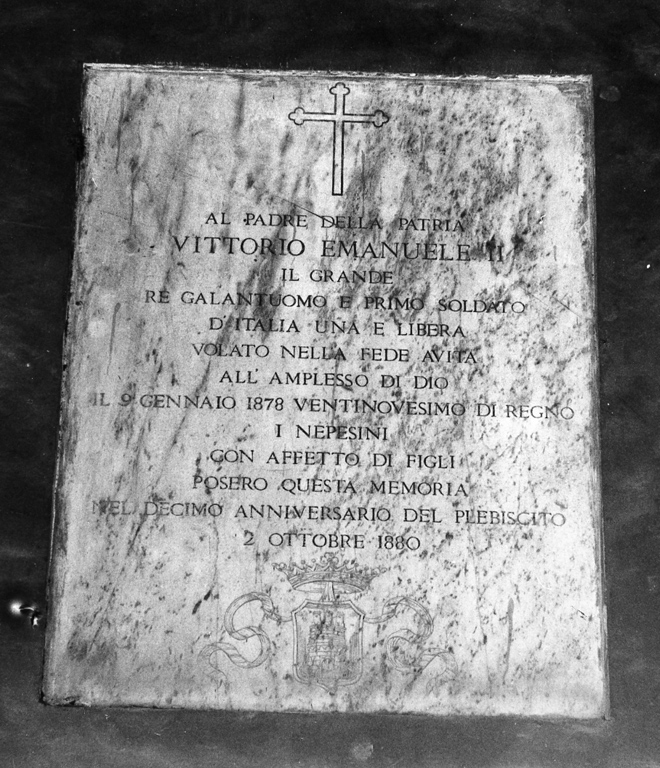 AL PADRE DELLA PATRIA
VITTORIO EMANUELE II
IL GRANDE
RE GALANTUOMO E PRIMO SOLDATO
D'ITALIA UNA E LIBERA
VOLATO NELLA FEDE AVITA
ALL' AMPLESSO DI DIO
IL 9 GENNAIO 1878 VENTINOVESIMO DI REGNO
I NEPESINI
CON AFFETTO DI FIGLI
POSERO QUESTA MEMORIA
NEL DECIMO ANNIVERSARIO DEL PLEBISCITO
2 OTTOBRE 1880